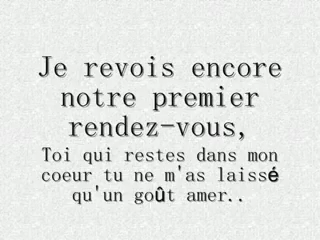 Je revois encore
notre premier
rendez-vous,
Toi qui restes dans mon
coeur tu ne m'as laissé
qu'un goût amer..